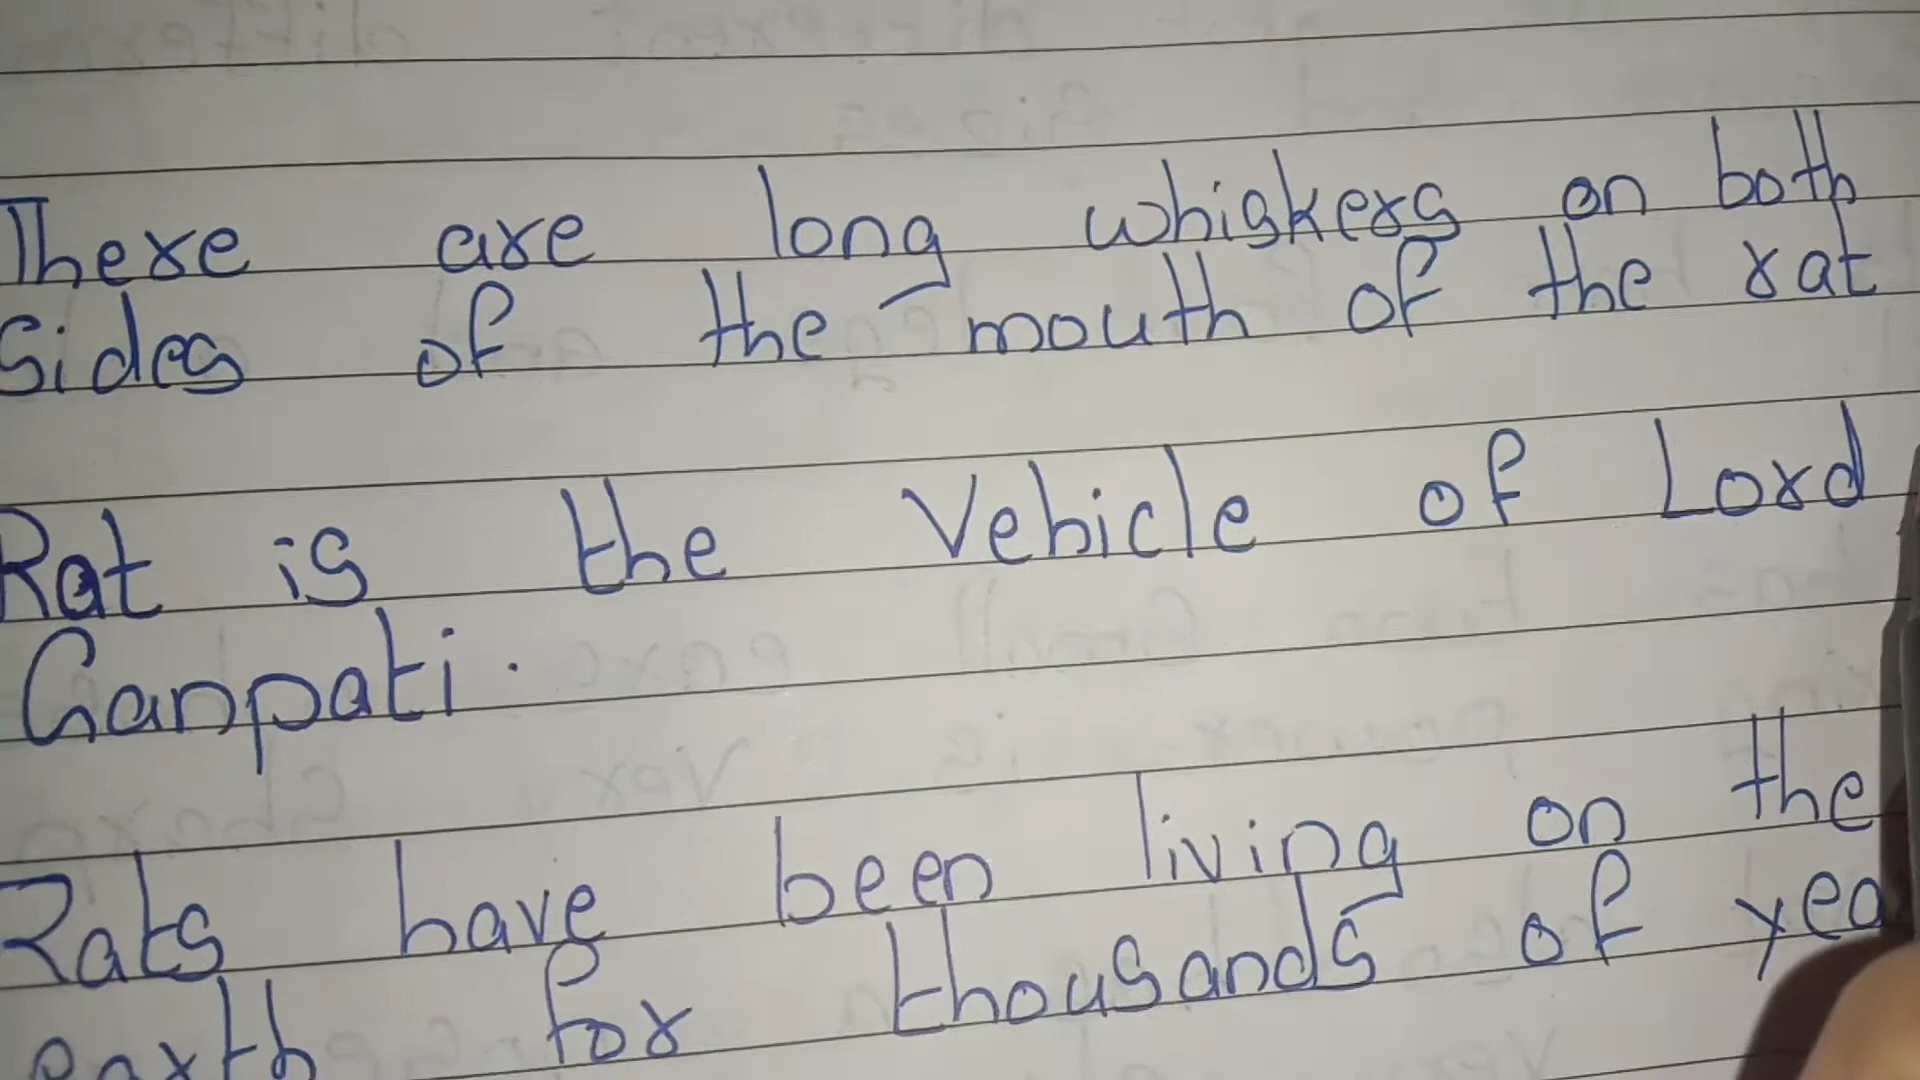 There are long whiskers on both
sides of the mouth of the rat
Rat is the Vehicle of Lord
Ganpati.
Rats have been living on the
earth for thousands of yea